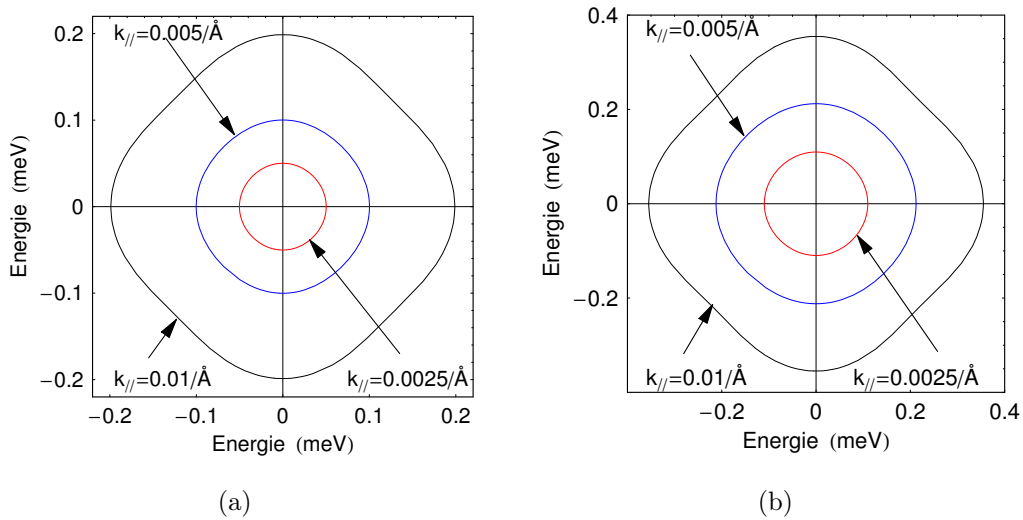 k//=0.005/Å
0.2
0.1
0
−0.1
−0.2
Energie (meV)
k//=0.01/Å
k//=0.0025/Å
−0.2
−0.1
0
0.1
0.2
Energie (meV)
(a)
0.4
k//=0.005/Å
0.2
0
−0.2
Energie (meV)
k//=0.01/Å
k//=0.0025/Å
−0.2
0
0.2
0.4
Energie (meV)
(b)